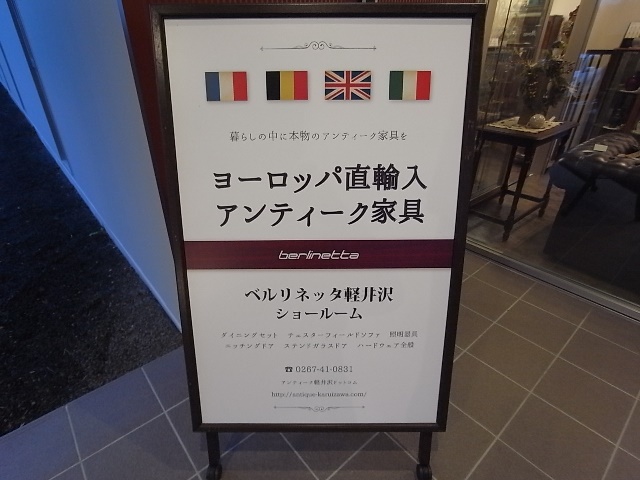 暮らしの中に本物のアンティーク家具を
ヨーロッパ直輸入
アンティーク家具
berlinetta
ベルリネッタ軽井沢
ショールーム
ダイニングセット チェスターフィールドソファ 照明器具
エッチングドア ステンドガラスドア ハードウェア全般
☎0267-41-0831
アンティーク軽井沢ドットコム
http://antique-karuizawa.com/